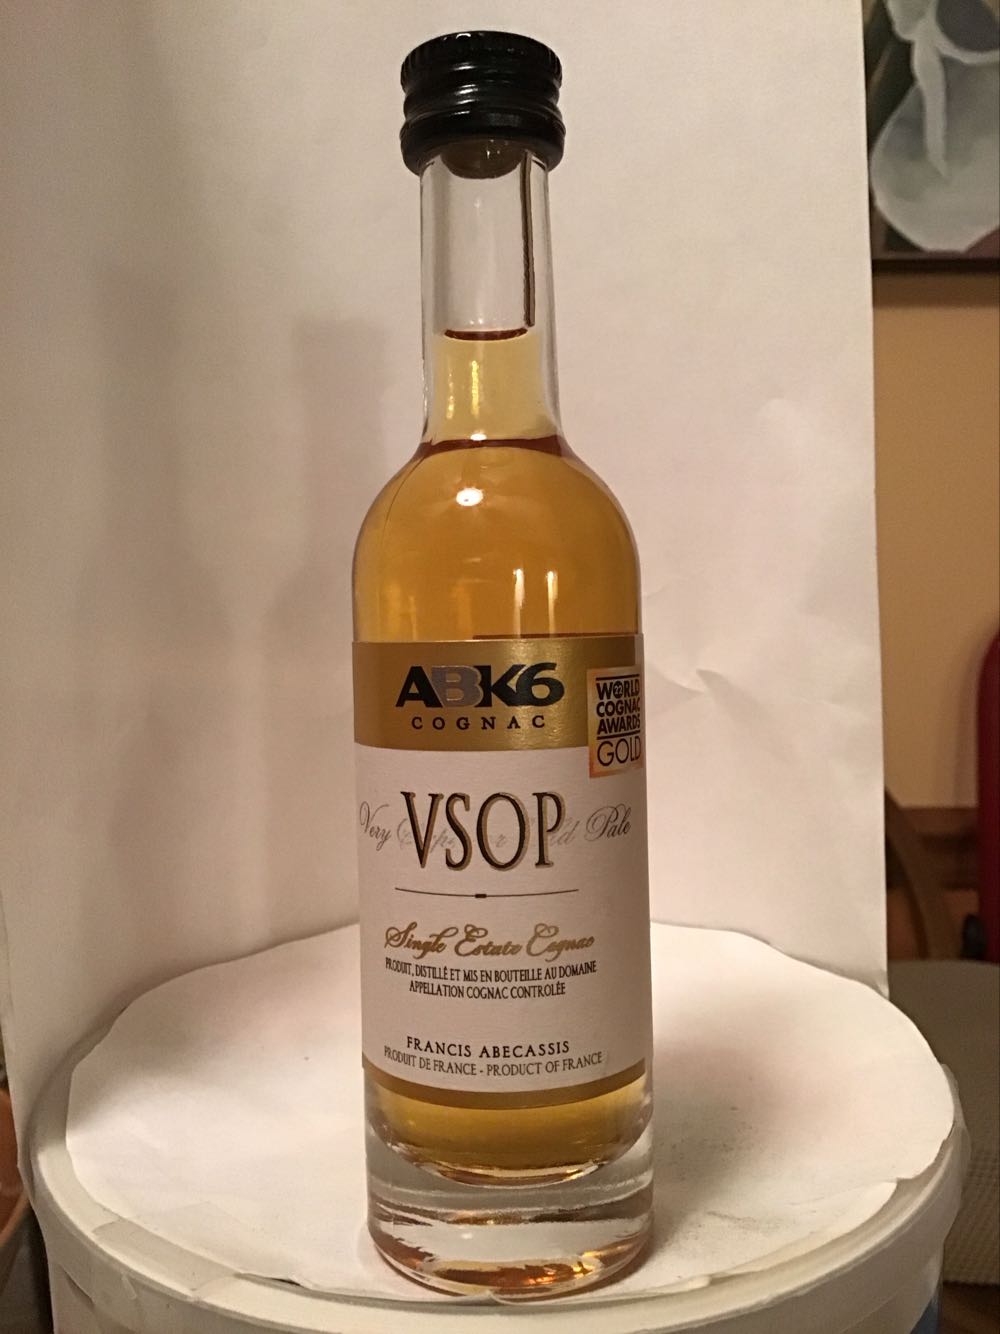 ABK6
COGNAC
WORLD
COGNAC
AWARDS
GOLD
Very Pale
VSOP
Single Estate Cognac
PRODUIT, DISTILLÉ ET MIS EN BOUTEILLE AU DOMAINE
APPELLATION COGNAC CONTROLÉE
FRANCIS ABECASSIS
PRODUIT DE FRANCE - PRODUCT OF FRANCE